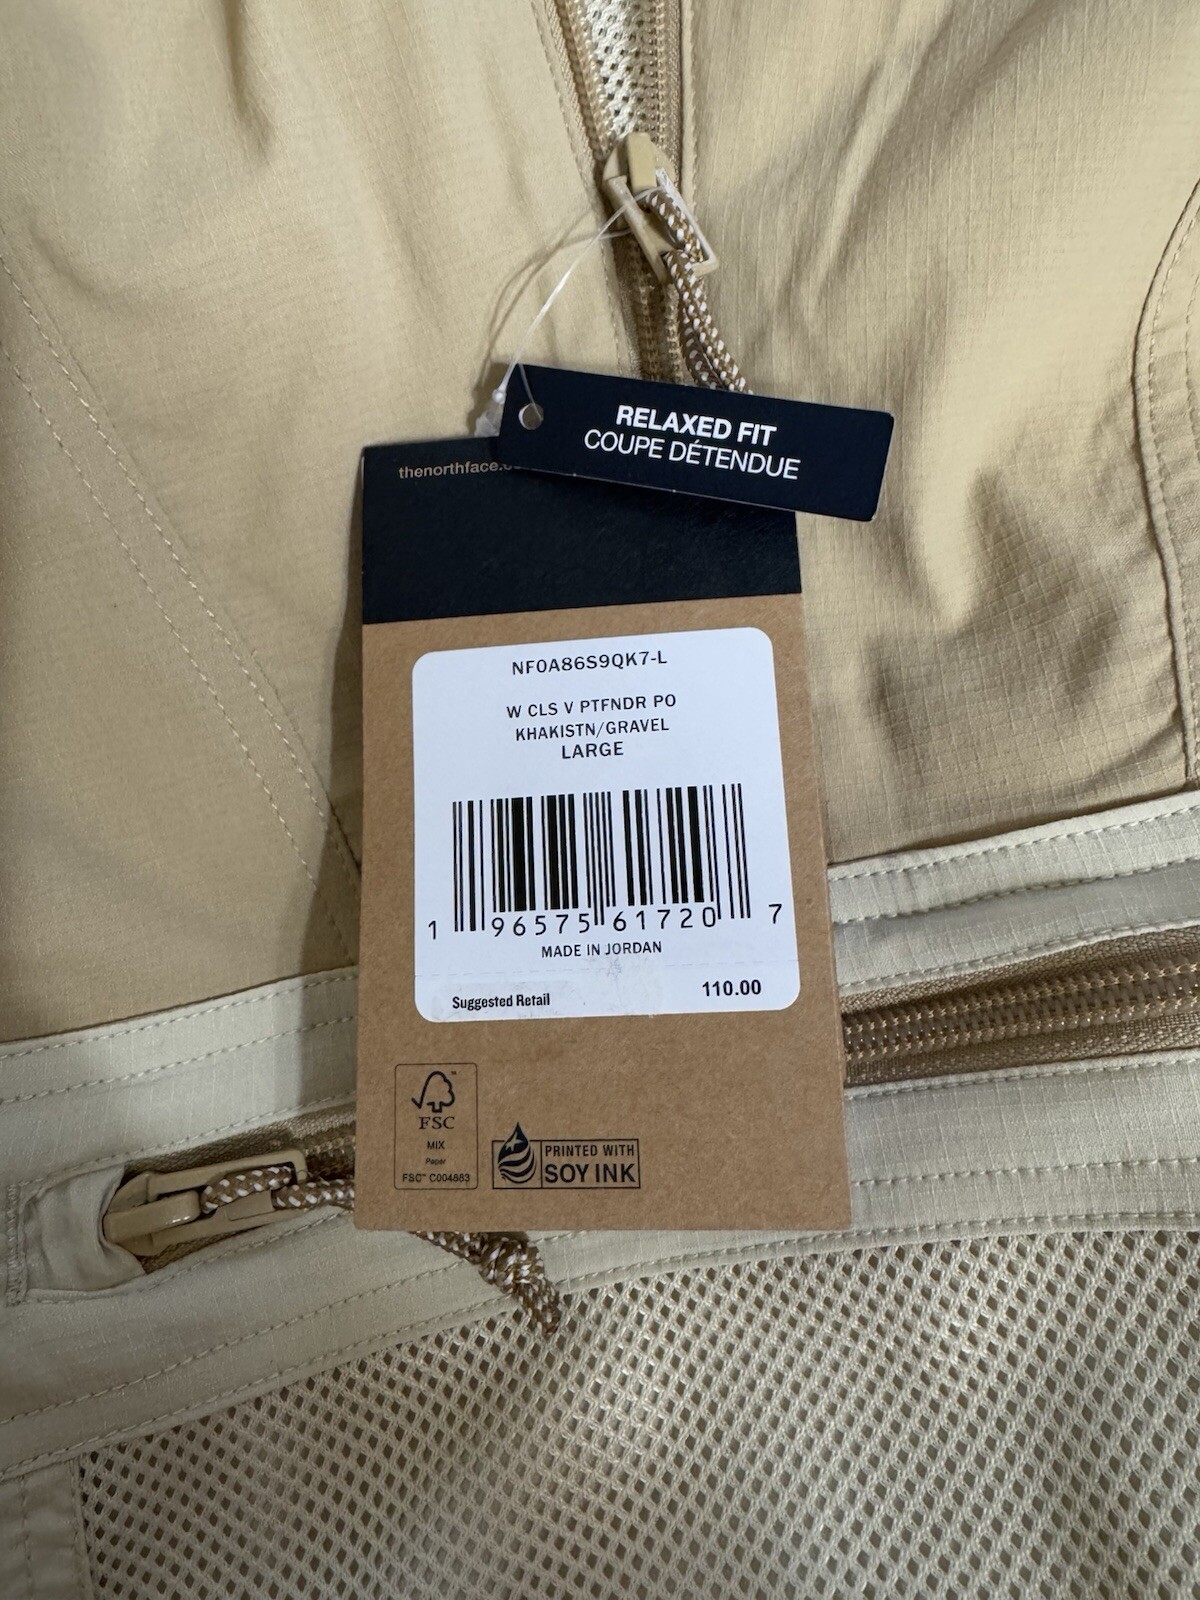 RELAXED FIT
COUPE DÉTENDUE
thenorthface.
NF0A86S9QK7-L
W CLS V PTFNDR PO
KHAKISTN/GRAVEL
LARGE
1 96575 61720 7
MADE IN JORDAN
Suggested Retail 110.00
FSC
MIX
Paper
FSC™ C004883
PRINTED WITH
SOY INK